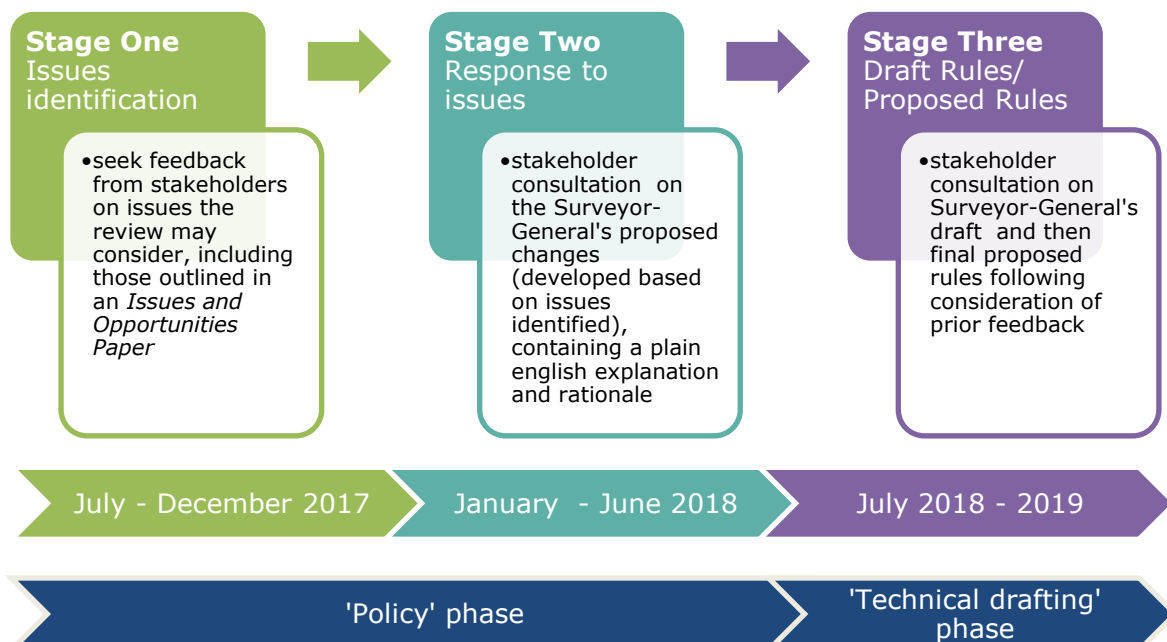 Stage One
Issues
identification
•seek feedback
from stakeholders
on issues the
review may
consider, including
those outlined in
an Issues and
Opportunities
Paper
Stage Two
Response to
issues
•stakeholder
consultation on
the Surveyor-
General's proposed
changes
(developed based
on issues
identified),
containing a plain
english explanation
and rationale
Stage Three
Draft Rules/
Proposed Rules
•stakeholder
consultation on
Surveyor-General's
draft and then
final proposed
rules following
consideration of
prior feedback
July - December 2017
January - June 2018
July 2018 - 2019
'Policy' phase
'Technical drafting'
phase